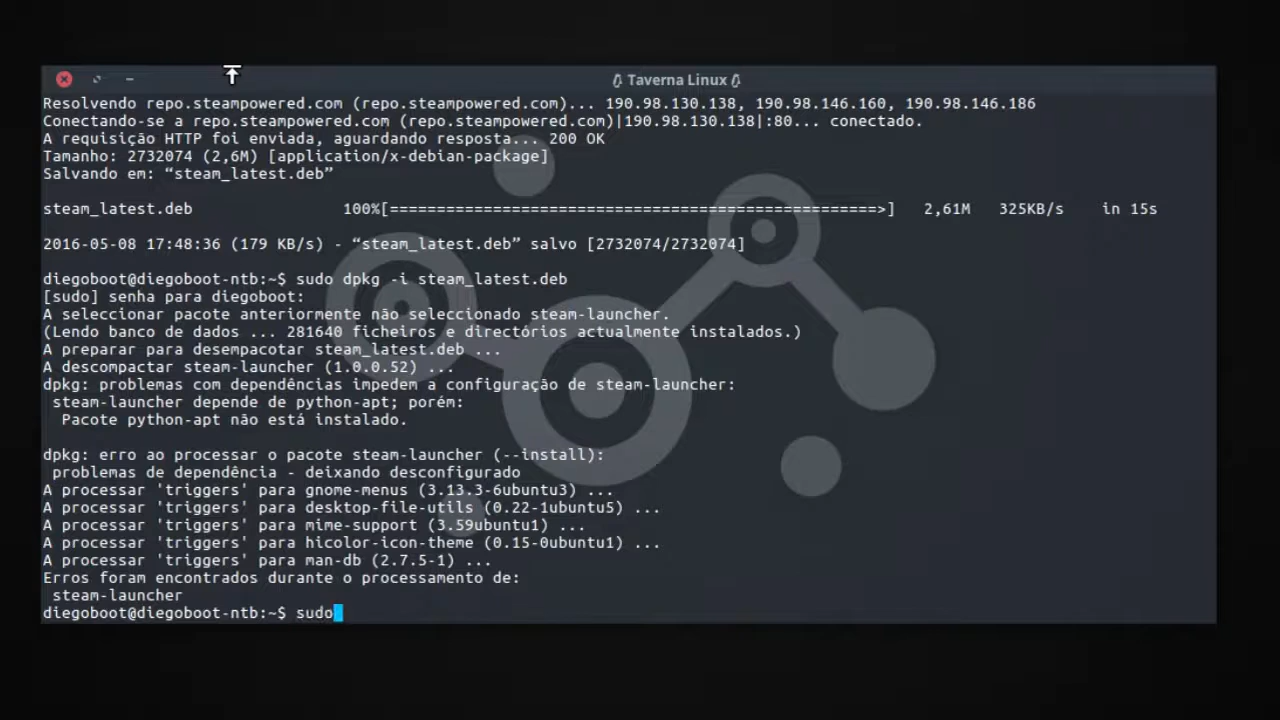 Taverna Linux
Resolvendo repo.steampowered.com (repo.steampowered.com)... 190.98.130.138, 190.98.146.160, 190.98.146.186
Conectando-se a repo.steampowered.com (repo.steampowered.com)|190.98.130.138|:80... conectado.
A requisição HTTP foi enviada, aguardando resposta... 200 OK
Tamanho: 2732074 (2,6M) [application/x-debian-package]
Salvando em: “steam_latest.deb”
steam_latest.deb 100%[====================================================>] 2,61M 325KB/s in 15s
2016-05-08 17:48:36 (179 KB/s) - “steam_latest.deb” salvo [2732074/2732074]
diegoboot@diegoboot-ntb:~$ sudo dpkg -i steam_latest.deb
[sudo] senha para diegoboot:
A seleccionar pacote anteriormente não seleccionado steam-launcher.
(Lendo banco de dados ... 281640 ficheiros e directórios actualmente instalados.)
A preparar para desempacotar steam_latest.deb ...
A descompactar steam-launcher (1.0.0.52) ...
dpkg: problemas com dependências impedem a configuração de steam-launcher:
steam-launcher depende de python-apt; porém:
Pacote python-apt não está instalado.
dpkg: erro ao processar o pacote steam-launcher (--install):
problemas de dependência - deixando desconfigurado
A processar 'triggers' para gnome-menus (3.13.3-6ubuntu3) ...
A processar 'triggers' para desktop-file-utils (0.22-1ubuntu5) ...
A processar 'triggers' para mime-support (3.59ubuntu1) ...
A processar 'triggers' para hicolor-icon-theme (0.15-0ubuntu1) ...
A processar 'triggers' para man-db (2.7.5-1) ...
Erros foram encontrados durante o processamento de:
steam-launcher
diegoboot@diegoboot-ntb:~$ sudo